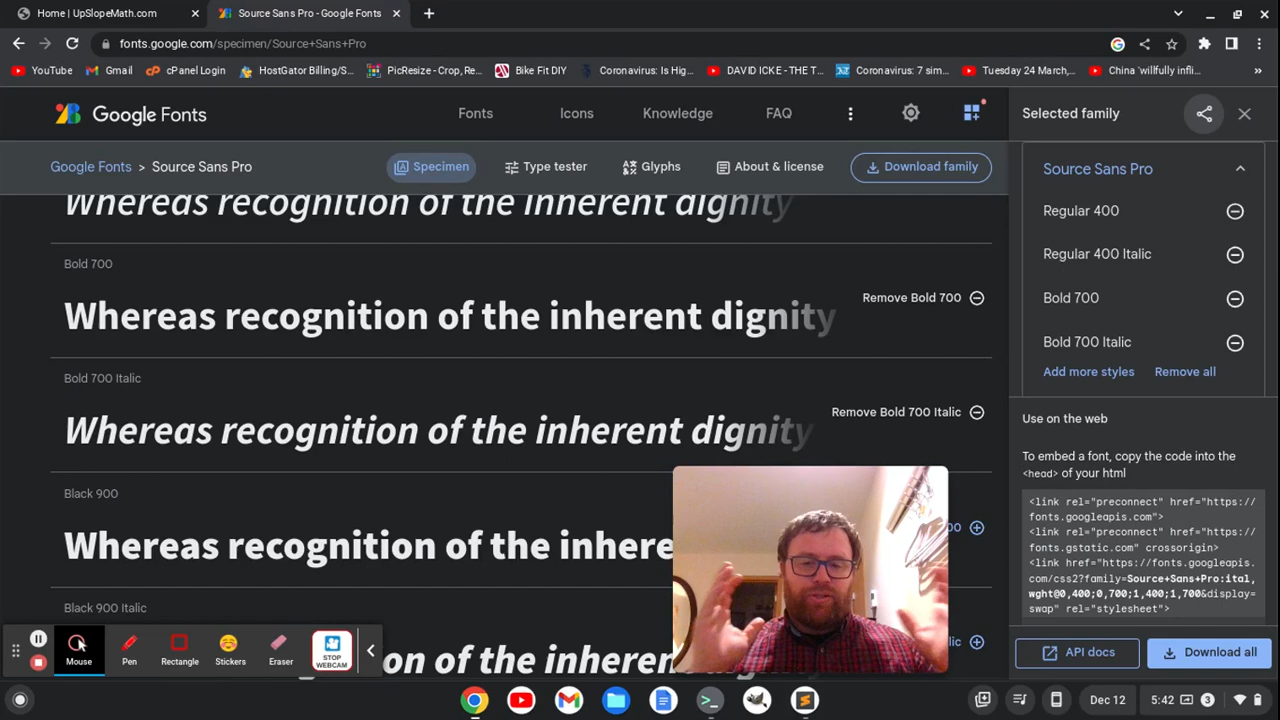 Home | UpSlopeMath.com
Source Sans Pro - Google Fonts
fonts.google.com/specimen/Source+Sans+Pro
YouTube
Gmail
cPanel Login
HostGator Billing/S...
PicResize - Crop, Re...
Bike Fit DIY
Coronavirus: Is Hig...
DAVID ICKE - THE T...
Coronavirus: 7 sim...
Tuesday 24 March,...
China 'willfully infli...
»
Google Fonts
Fonts
Icons
Knowledge
FAQ
Selected family
Google Fonts > Source Sans Pro
Specimen
Type tester
Glyphs
About & license
Download family
Source Sans Pro
Regular 400
Regular 400 Italic
Bold 700
Bold 700 Italic
Add more styles
Remove all
Whereas recognition of the inherent dignity
Bold 700
Whereas recognition of the inherent dignity
Remove Bold 700
Bold 700 Italic
Whereas recognition of the inherent dignity
Remove Bold 700 Italic
Black 900
Whereas recognition of the inhere
00
Black 900 Italic
on of the inherent dignity
lic
Use on the web
To embed a font, copy the code into the
<head> of your html
<link rel="preconnect" href="https://
fonts.googleapis.com">
<link rel="preconnect" href="https://
fonts.gstatic.com" crossorigin>
<link href="https://fonts.googleapis.
com/css2?family=Source+Sans+Pro:ital,
wght@0,400;0,700;1,400;1,700&display=
swap" rel="stylesheet">
API docs
Download all
Mouse
Pen
Rectangle
Stickers
Eraser
STOP
WEBCAM
Dec 12
5:42
3